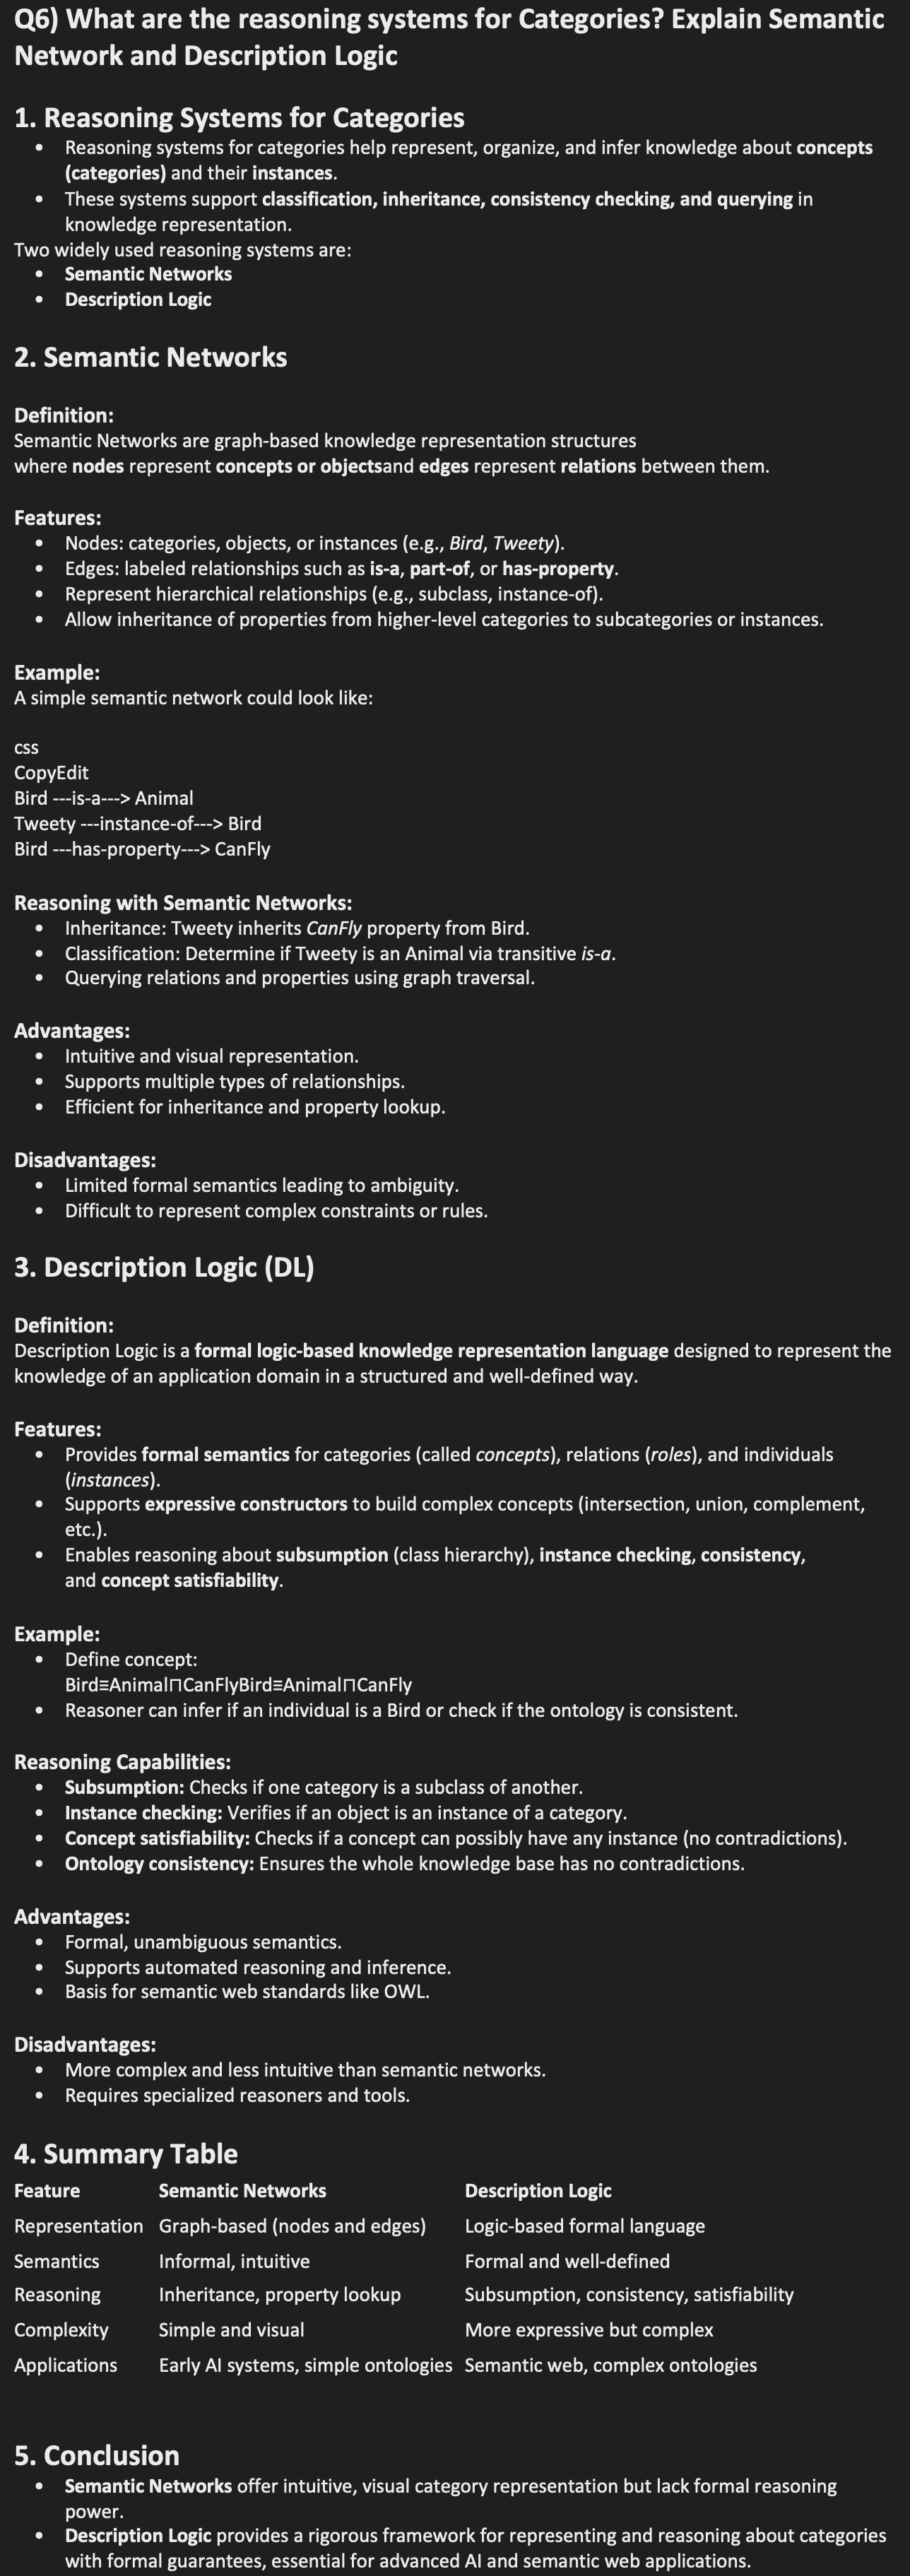 Q6) What are the reasoning systems for Categories? Explain Semantic
Network and Description Logic
1. Reasoning Systems for Categories
• Reasoning systems for categories help represent, organize, and infer knowledge about concepts
(categories) and their instances.
• These systems support classification, inheritance, consistency checking, and querying in
knowledge representation.
Two widely used reasoning systems are:
• Semantic Networks
• Description Logic
2. Semantic Networks
Definition:
Semantic Networks are graph-based knowledge representation structures
where nodes represent concepts or objectsand edges represent relations between them.
Features:
• Nodes: categories, objects, or instances (e.g., Bird, Tweety).
• Edges: labeled relationships such as is-a, part-of, or has-property.
• Represent hierarchical relationships (e.g., subclass, instance-of).
• Allow inheritance of properties from higher-level categories to subcategories or instances.
Example:
A simple semantic network could look like:
css
CopyEdit
Bird ---is-a---> Animal
Tweety ---instance-of---> Bird
Bird ---has-property---> CanFly
Reasoning with Semantic Networks:
• Inheritance: Tweety inherits CanFly property from Bird.
• Classification: Determine if Tweety is an Animal via transitive is-a.
• Querying relations and properties using graph traversal.
Advantages:
• Intuitive and visual representation.
• Supports multiple types of relationships.
• Efficient for inheritance and property lookup.
Disadvantages:
• Limited formal semantics leading to ambiguity.
• Difficult to represent complex constraints or rules.
3. Description Logic (DL)
Definition:
Description Logic is a formal logic-based knowledge representation language designed to represent the
knowledge of an application domain in a structured and well-defined way.
Features:
• Provides formal semantics for categories (called concepts), relations (roles), and individuals
(instances).
• Supports expressive constructors to build complex concepts (intersection, union, complement,
etc.).
• Enables reasoning about subsumption (class hierarchy), instance checking, consistency,
and concept satisfiability.
Example:
• Define concept:
Bird≡Animal⊓CanFlyBird≡Animal⊓CanFly
• Reasoner can infer if an individual is a Bird or check if the ontology is consistent.
Reasoning Capabilities:
• Subsumption: Checks if one category is a subclass of another.
• Instance checking: Verifies if an object is an instance of a category.
• Concept satisfiability: Checks if a concept can possibly have any instance (no contradictions).
• Ontology consistency: Ensures the whole knowledge base has no contradictions.
Advantages:
• Formal, unambiguous semantics.
• Supports automated reasoning and inference.
• Basis for semantic web standards like OWL.
Disadvantages:
• More complex and less intuitive than semantic networks.
• Requires specialized reasoners and tools.
4. Summary Table
Feature Semantic Networks Description Logic
Representation Graph-based (nodes and edges) Logic-based formal language
Semantics Informal, intuitive Formal and well-defined
Reasoning Inheritance, property lookup Subsumption, consistency, satisfiability
Complexity Simple and visual More expressive but complex
Applications Early AI systems, simple ontologies Semantic web, complex ontologies
5. Conclusion
• Semantic Networks offer intuitive, visual category representation but lack formal reasoning
power.
• Description Logic provides a rigorous framework for representing and reasoning about categories
with formal guarantees, essential for advanced AI and semantic web applications.